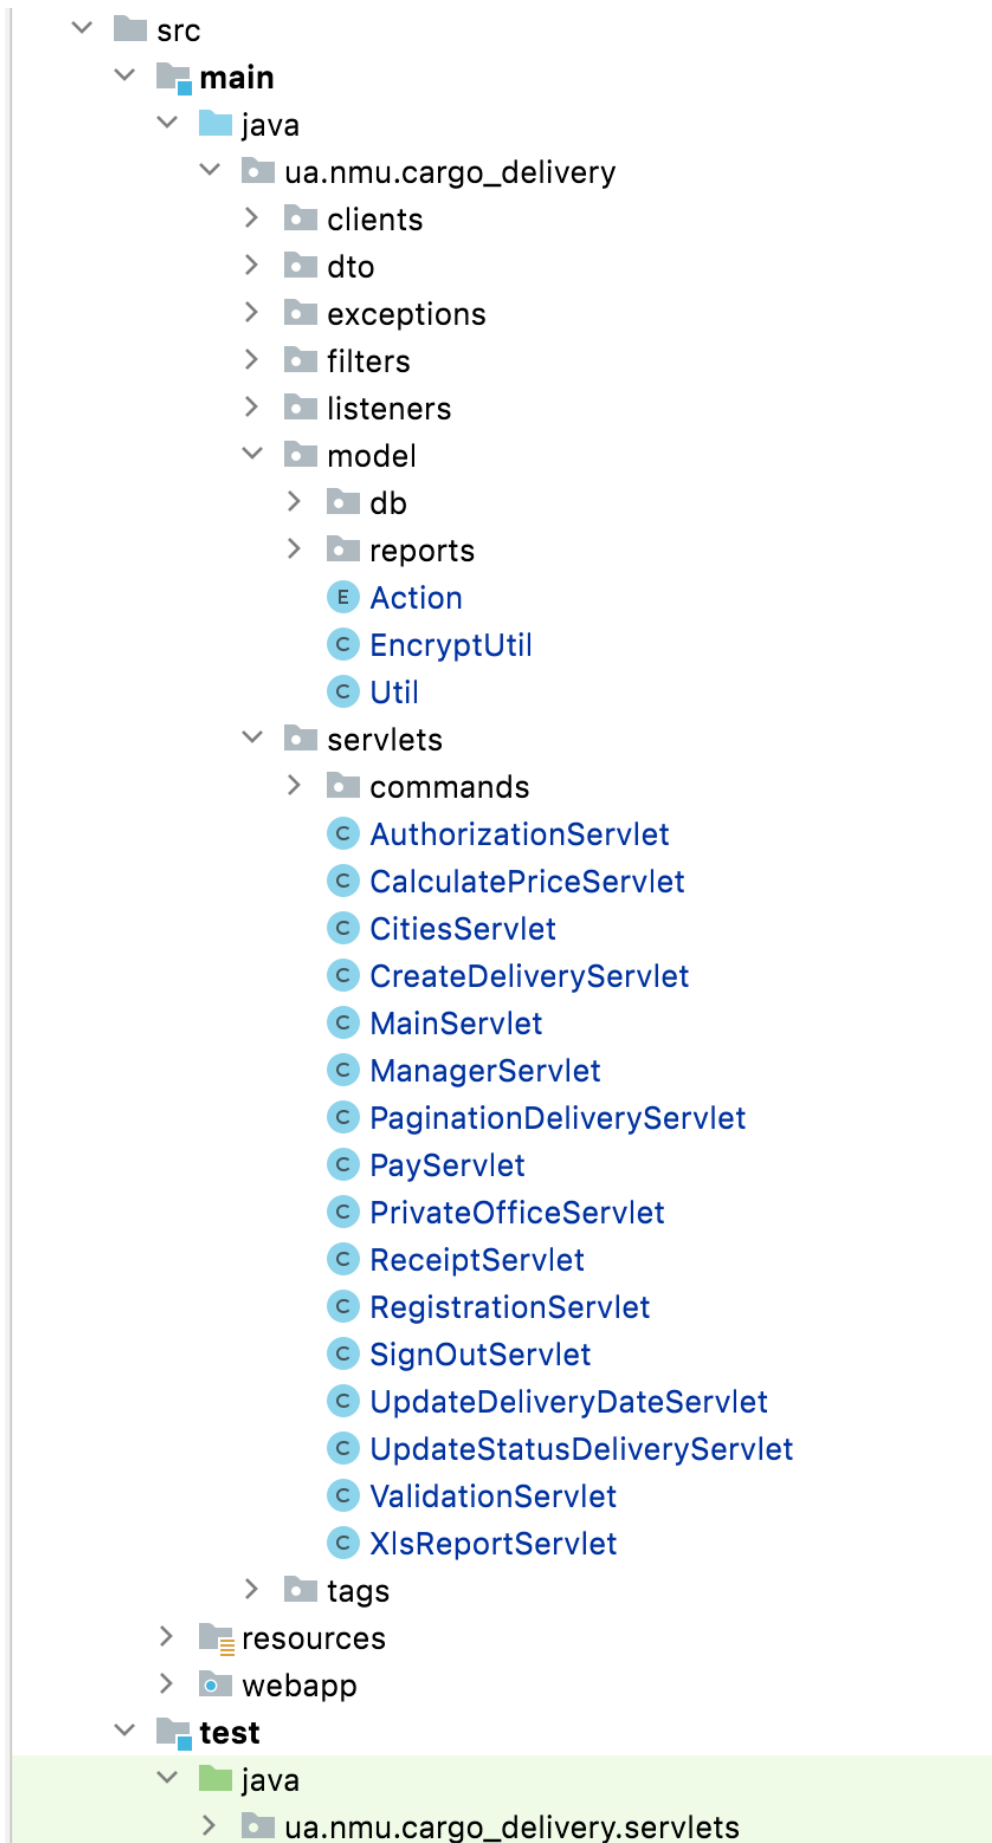 src
main
java
ua.nmu.cargo_delivery
clients
dto
exceptions
filters
listeners
model
db
reports
E Action
C EncryptUtil
C Util
servlets
commands
C AuthorizationServlet
C CalculatePriceServlet
C CitiesServlet
C CreateDeliveryServlet
C MainServlet
C ManagerServlet
C PaginationDeliveryServlet
C PayServlet
C PrivateOfficeServlet
C ReceiptServlet
C RegistrationServlet
C SignOutServlet
C UpdateDeliveryDateServlet
C UpdateStatusDeliveryServlet
C ValidationServlet
C XlsReportServlet
tags
resources
webapp
test
java
ua.nmu.cargo_delivery.servlets